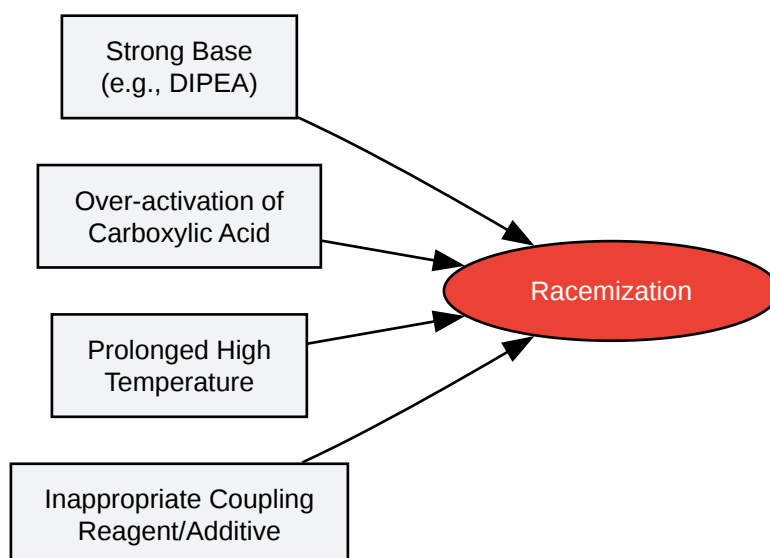 Strong Base
(e.g., DIPEA)
Over-activation of
Carboxylic Acid
Racemization
Prolonged High
Temperature
Inappropriate Coupling
Reagent/Additive